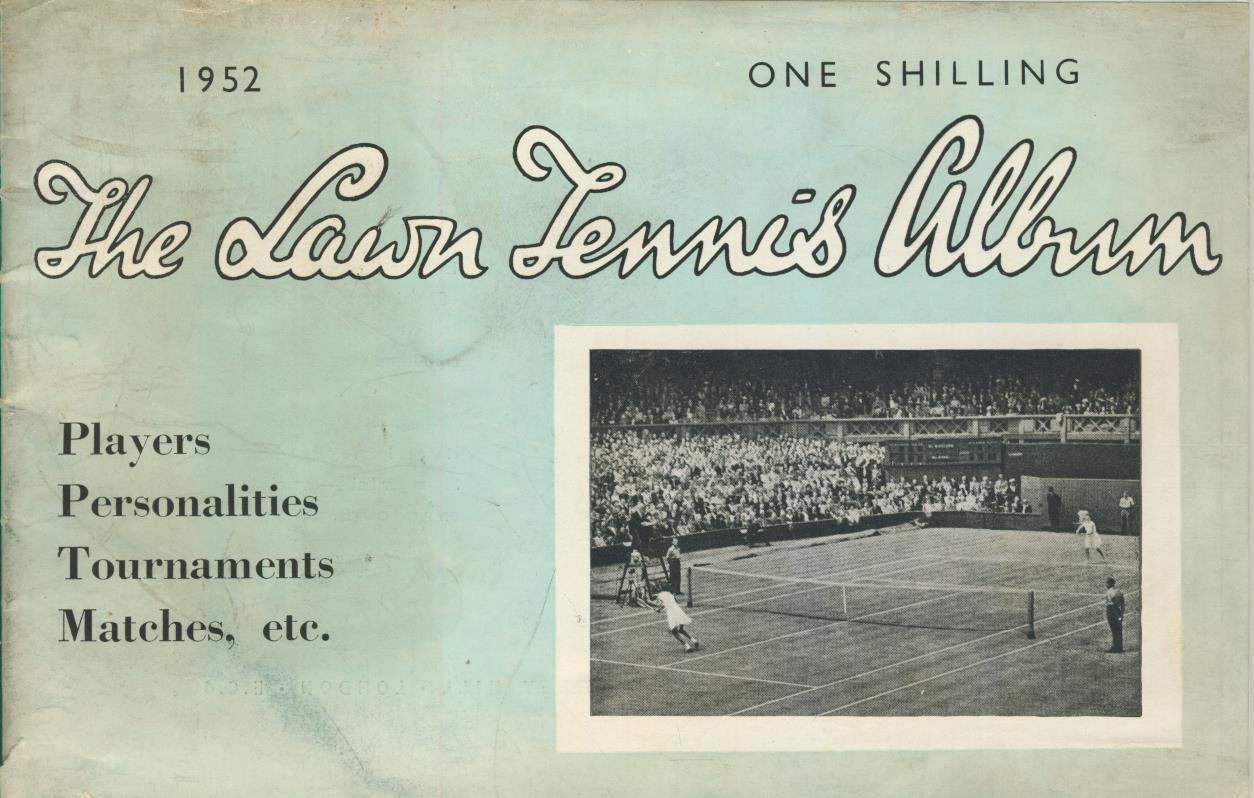 1952
ONE SHILLING
The Lawn Tennis Album
Players
Personalities
Tournaments
Matches, etc.